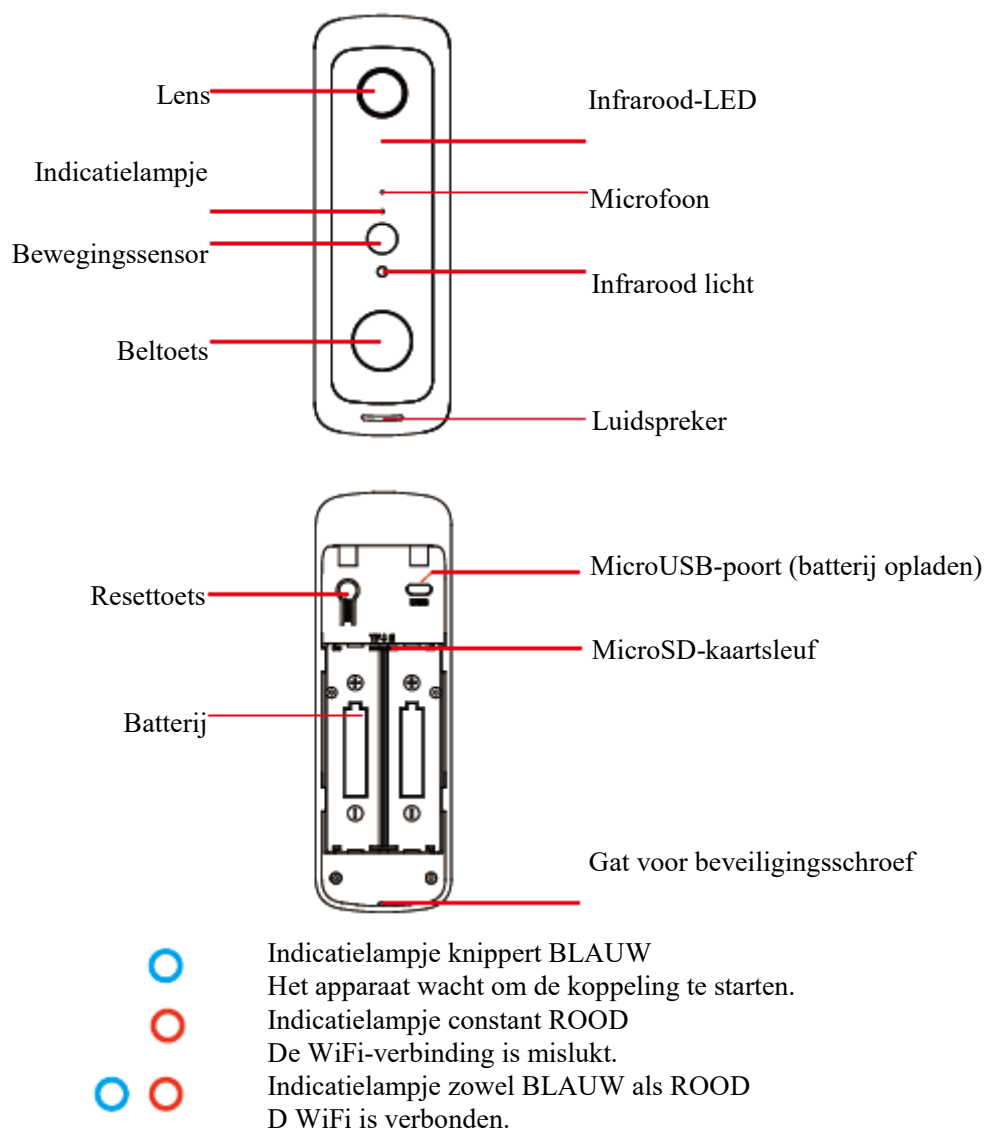 Lens
Infrarood-LED
Indicatielampje
Microfoon
Bewegingssensor
Infrarood licht
Beltoets
Luidspreker
MicroUSB-poort (batterij opladen)
Resettoets
MicroSD-kaartsleuf
Batterij
Gat voor beveiligingsschroef
Indicatielampje knippert BLAUW
Het apparaat wacht om de koppeling te starten.
Indicatielampje constant ROOD
De WiFi-verbinding is mislukt.
Indicatielampje zowel BLAUW als ROOD
D WiFi is verbonden.